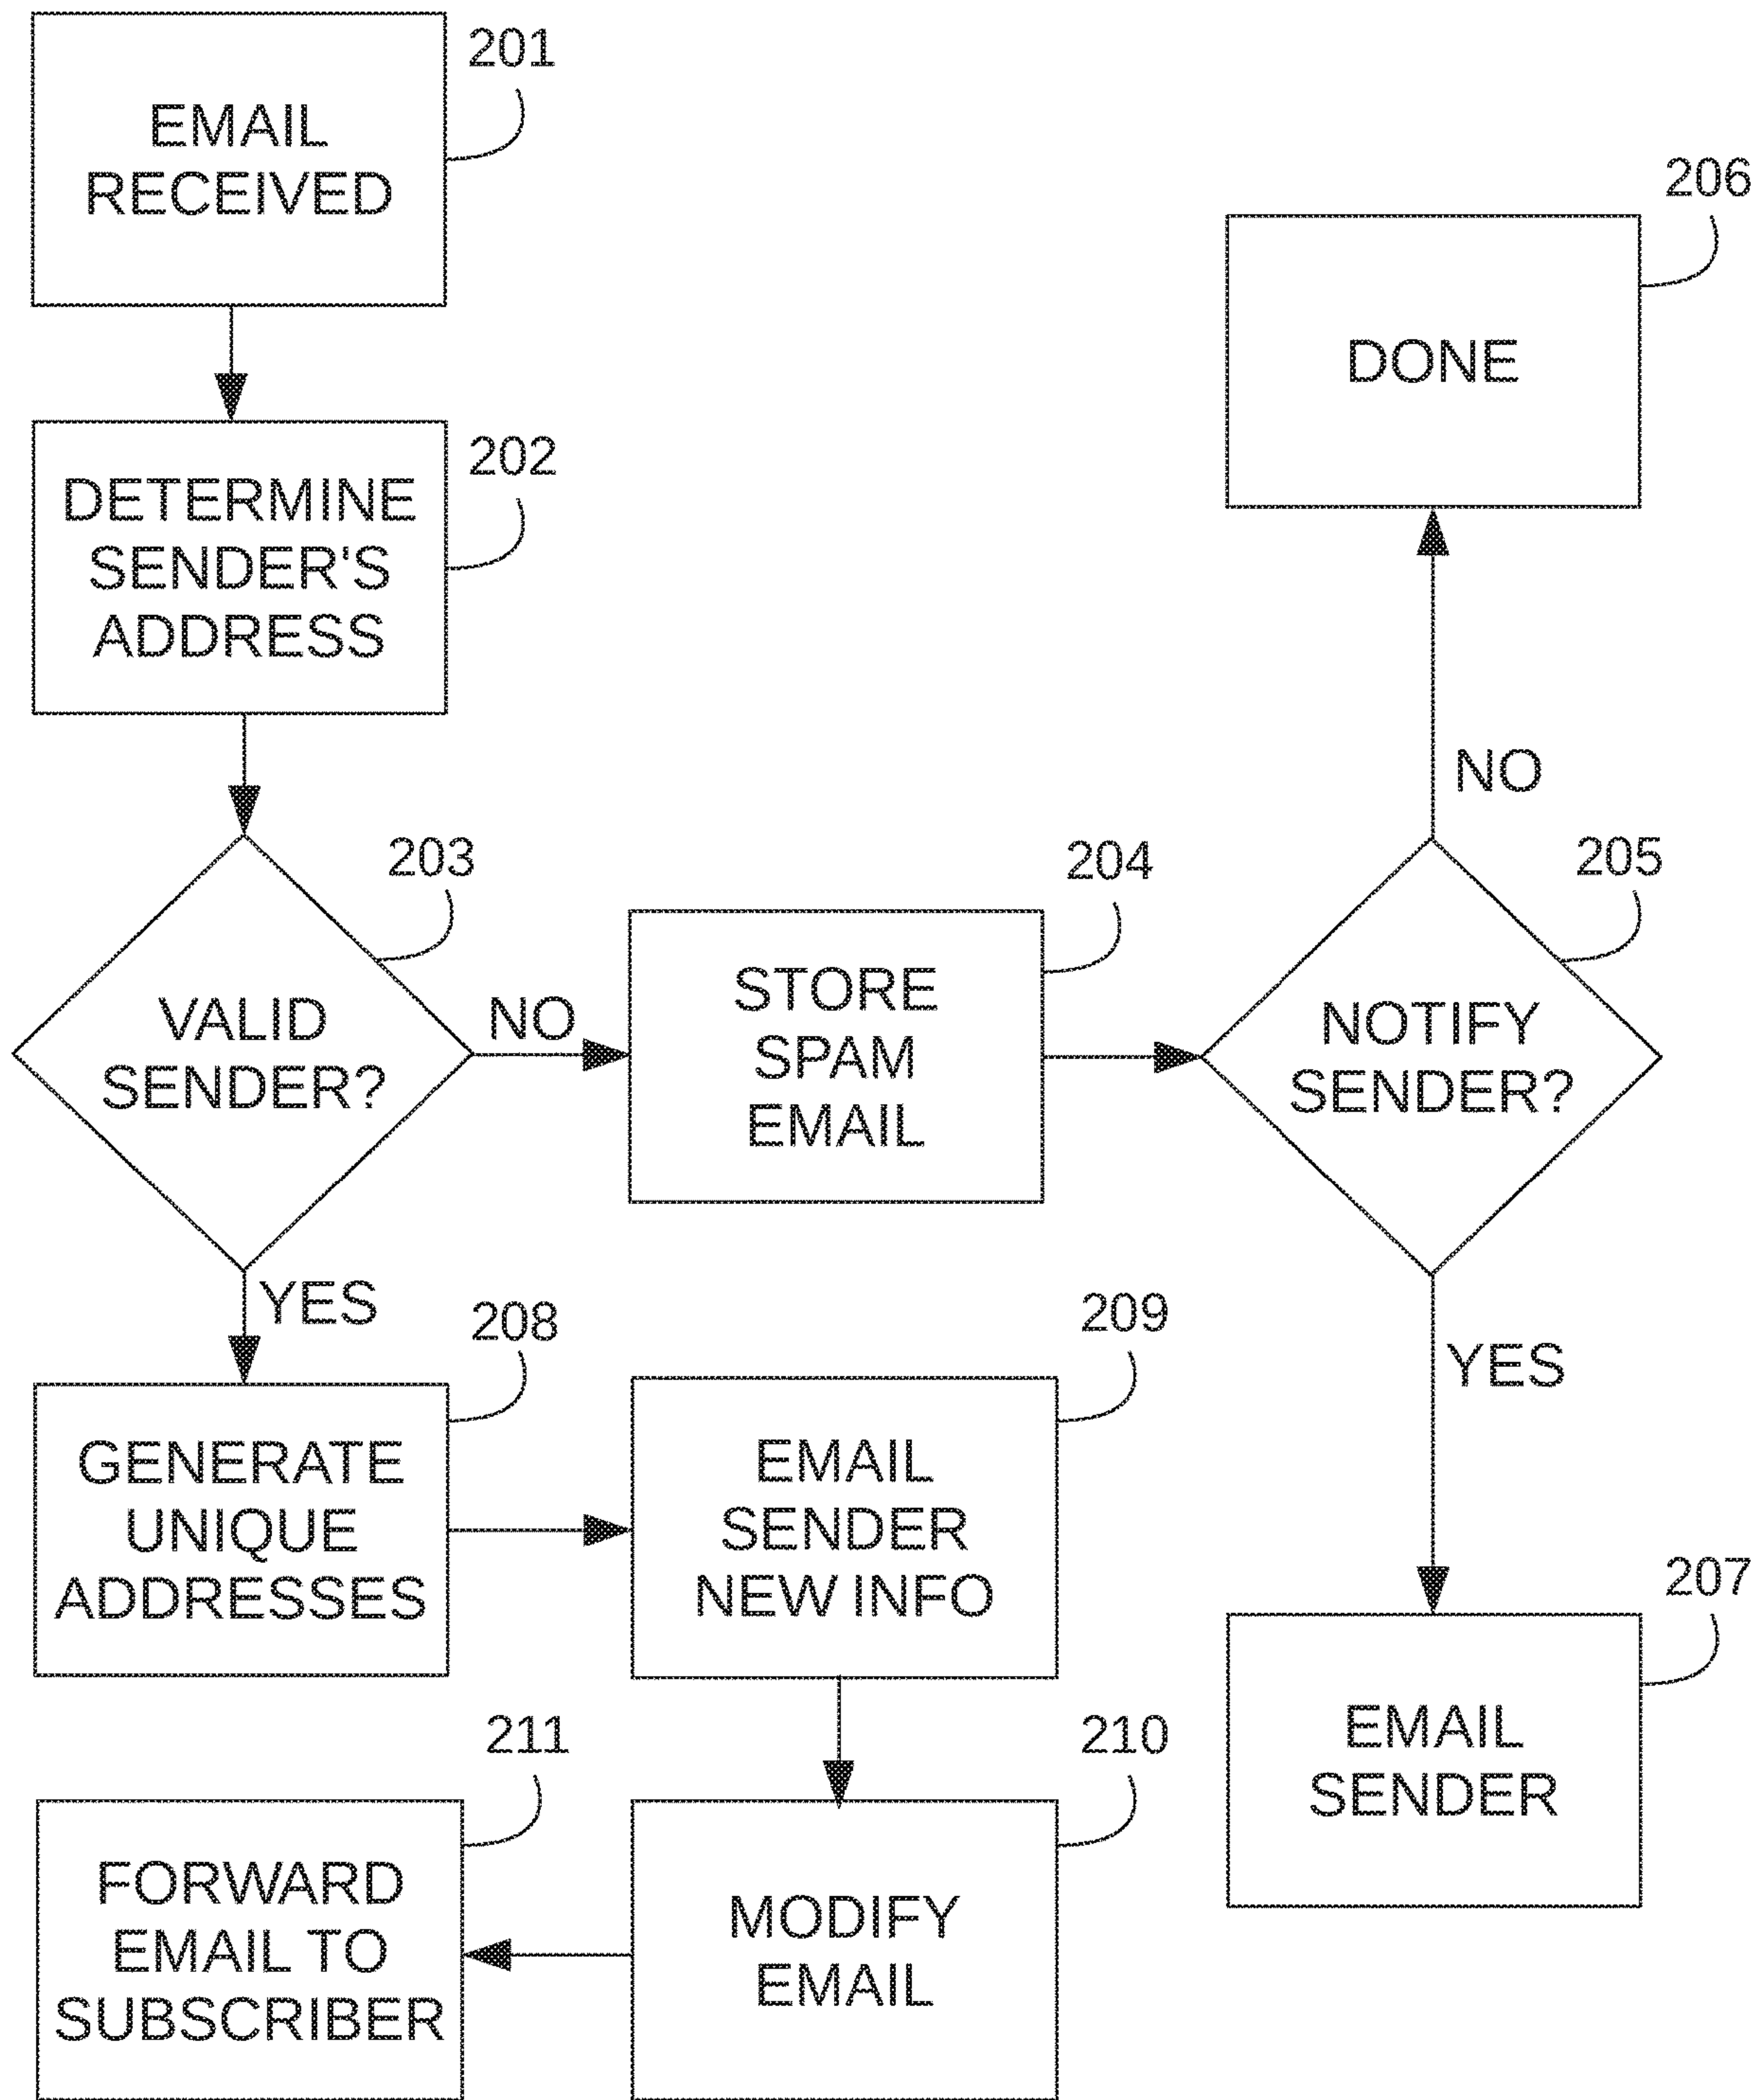 201
EMAIL
RECEIVED
206
DONE
202
DETERMINE
SENDER'S
ADDRESS
NO
203
VALID
SENDER?
NO
204
STORE
SPAM
EMAIL
205
NOTIFY
SENDER?
YES
208
GENERATE
UNIQUE
ADDRESSES
209
EMAIL
SENDER
NEW INFO
YES
207
EMAIL
SENDER
211
FORWARD
EMAIL TO
SUBSCRIBER
210
MODIFY
EMAIL